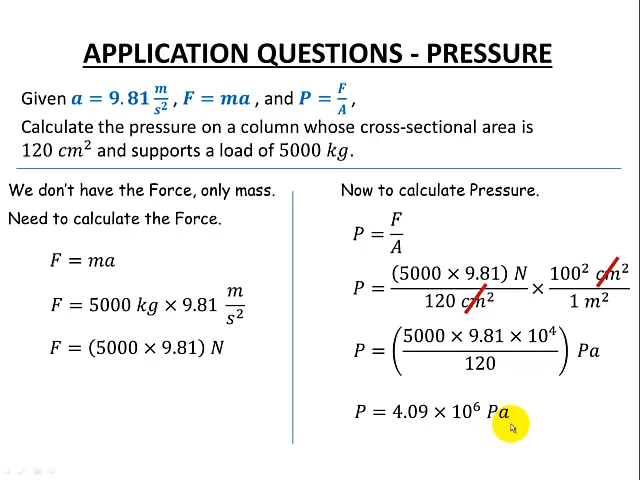 APPLICATION QUESTIONS - PRESSURE
Given a = 9.81 m/s², F = ma, and P = F/A,
Calculate the pressure on a column whose cross-sectional area is
120 cm² and supports a load of 5000 kg.
We don't have the Force, only mass.
Need to calculate the Force.
F = ma
F = 5000 kg × 9.81 m/s²
F = (5000 × 9.81) N
Now to calculate Pressure.
P = F/A
P = (5000 × 9.81) N / 120 cm² × 100² cm² / 1 m²
P = (5000 × 9.81 × 10⁴ / 120) Pa
P = 4.09 × 10⁶ Pa